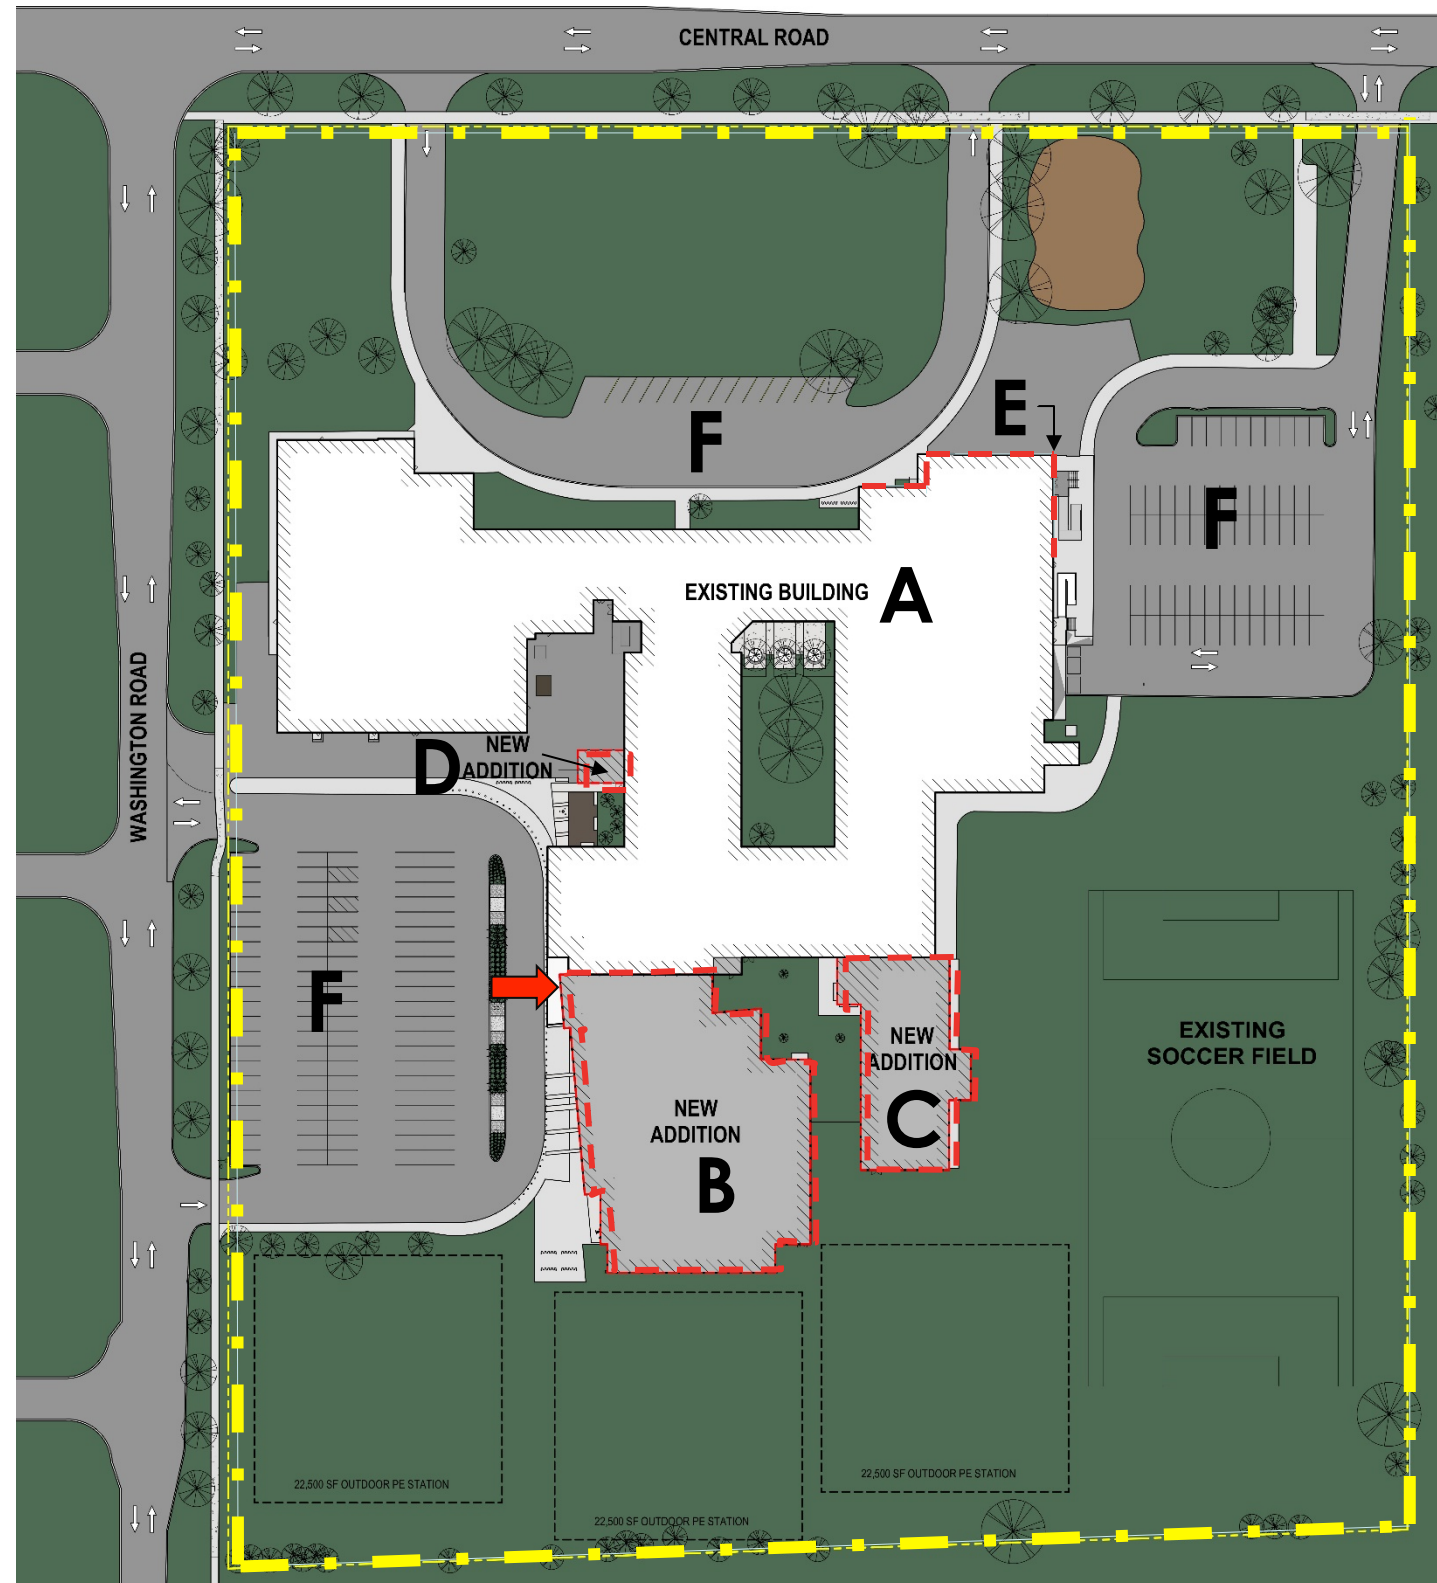 CENTRAL ROAD
E
F
F
EXISTING BUILDING
A
WASHINGTON ROAD
D
NEW
ADDITION
F
EXISTING
SOCCER FIELD
NEW
ADDITION
C
NEW
ADDITION
B
22,500 SF OUTDOOR PE STATION
22,500 SF OUTDOOR PE STATION
22,500 SF OUTDOOR PE STATION